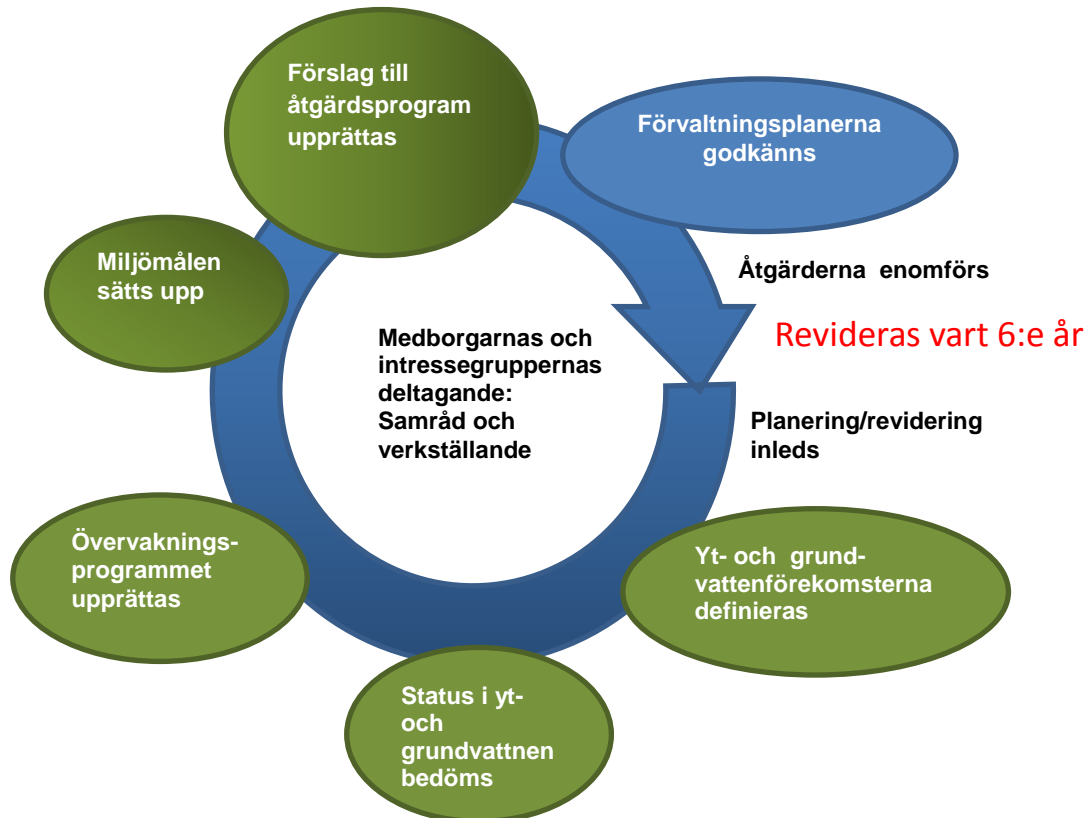 Förslag till
åtgärdsprogram
upprättas
Förvaltningsplanerna
godkänns
Miljömålen
sätts upp
Åtgärderna enomförs
Revideras vart 6:e år
Medborgarnas och
intressegruppernas
deltagande:
Samråd och
verkställande
Planering/revidering
inleds
Övervaknings-
programmet
upprättas
Yt- och grund-
vattenförekomsterna
definieras
Status i yt-
och
grundvattnen
bedöms